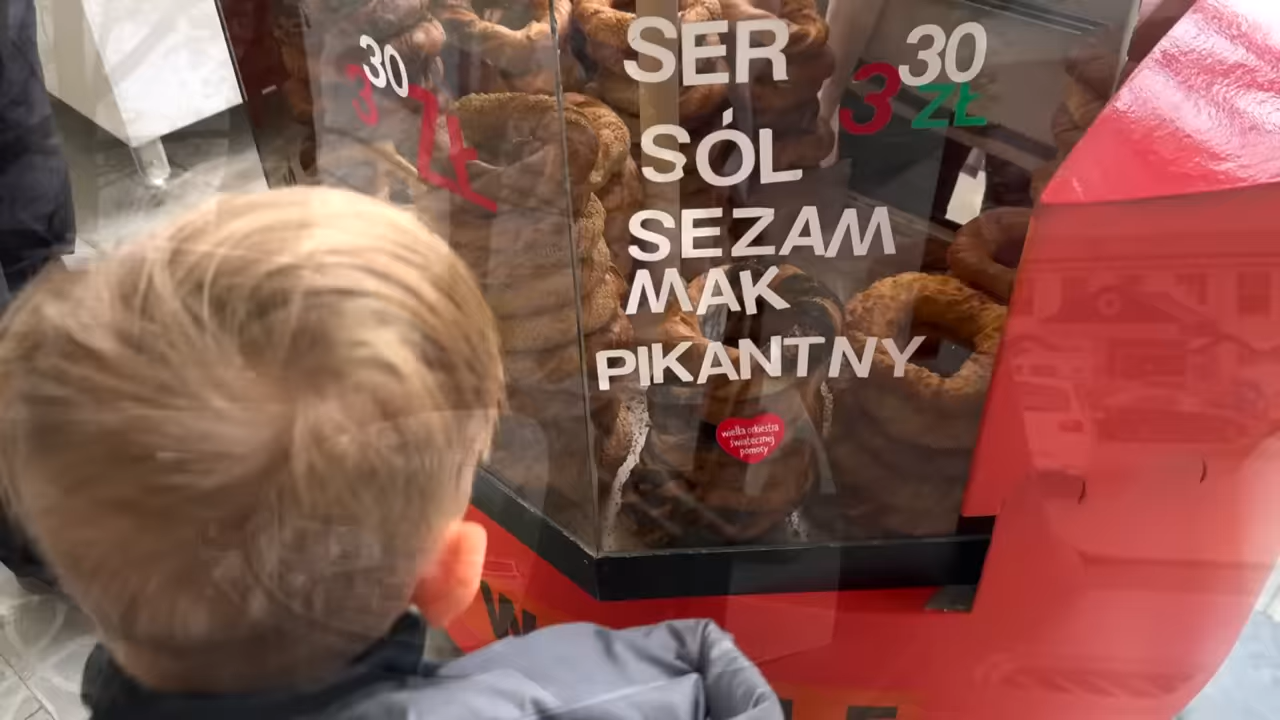 30
3 ZŁ
SER
SÓL
SEZAM
MAK
PIKANTNY
3 30
ZŁ
wielka orkiestra
świątecznej
pomocy
W